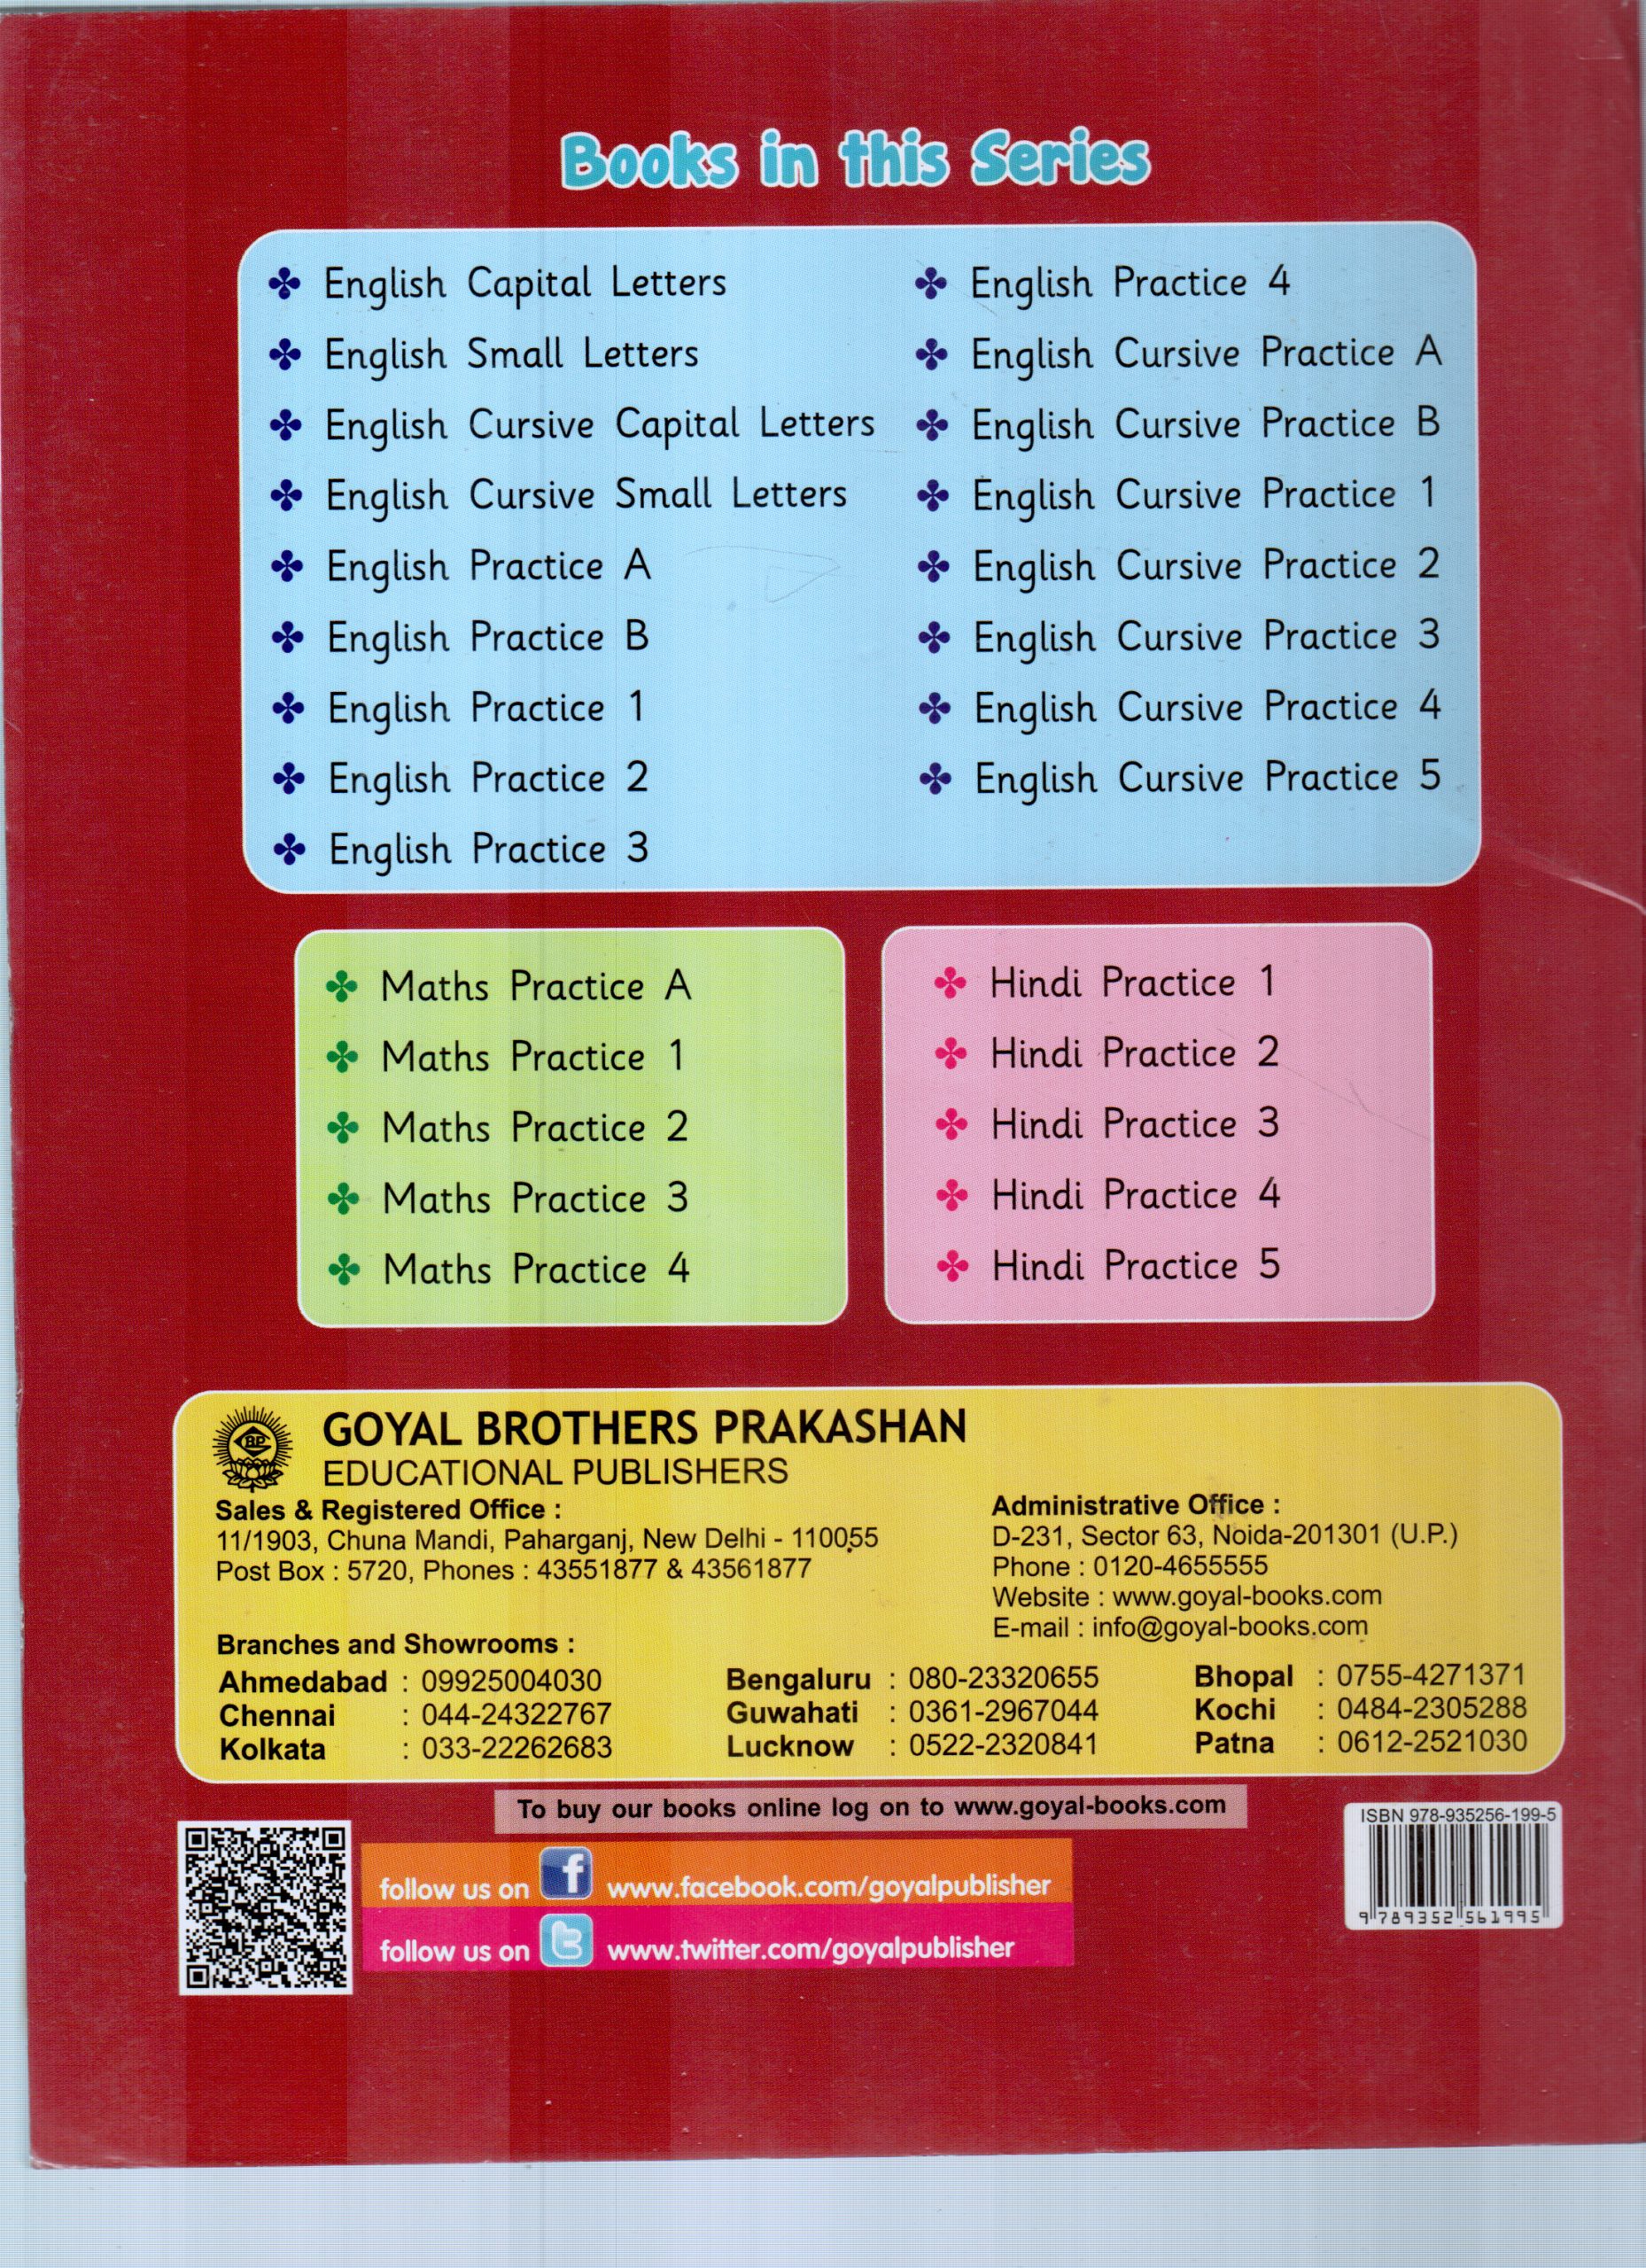 Books in this Series
English Capital Letters
English Small Letters
English Cursive Capital Letters
English Cursive Small Letters
English Practice A
English Practice B
English Practice 1
English Practice 2
English Practice 3
English Practice 4
English Cursive Practice A
English Cursive Practice B
English Cursive Practice 1
English Cursive Practice 2
English Cursive Practice 3
English Cursive Practice 4
English Cursive Practice 5
Maths Practice A
Maths Practice 1
Maths Practice 2
Maths Practice 3
Maths Practice 4
Hindi Practice 1
Hindi Practice 2
Hindi Practice 3
Hindi Practice 4
Hindi Practice 5
GBP
GOYAL BROTHERS PRAKASHAN
EDUCATIONAL PUBLISHERS
Sales & Registered Office :
11/1903, Chuna Mandi, Paharganj, New Delhi - 110055
Post Box : 5720, Phones : 43551877 & 43561877
Administrative Office :
D-231, Sector 63, Noida-201301 (U.P.)
Phone : 0120-4655555
Website : www.goyal-books.com
E-mail : info@goyal-books.com
Branches and Showrooms :
Ahmedabad : 09925004030 Bengaluru : 080-23320655 Bhopal : 0755-4271371
Chennai : 044-24322767 Guwahati : 0361-2967044 Kochi : 0484-2305288
Kolkata : 033-22262683 Lucknow : 0522-2320841 Patna : 0612-2521030
To buy our books online log on to www.goyal-books.com
follow us on f www.facebook.com/goyalpublisher
follow us on t www.twitter.com/goyalpublisher
ISBN 978-935256-199-5
9 789352 561995